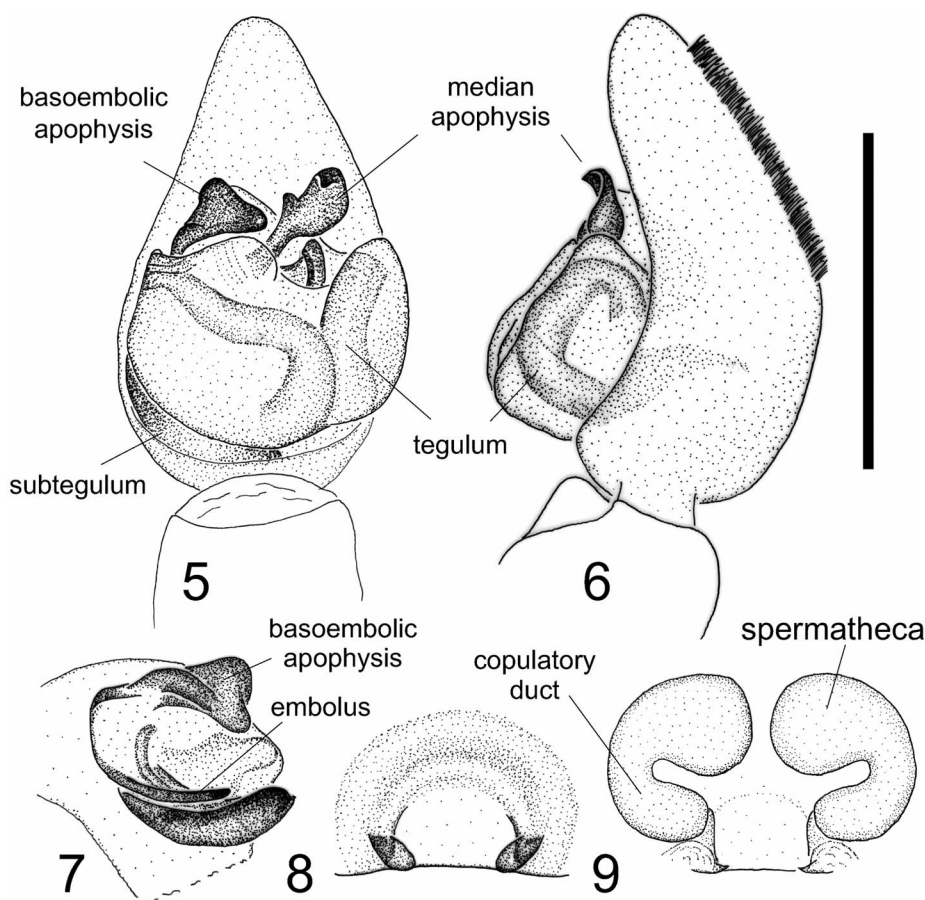 basoembolic
apophysis
median
apophysis
tegulum
subtegulum
5
6
basoembolic
apophysis
embolus
copulatory
duct
spermatheca
7
8
9